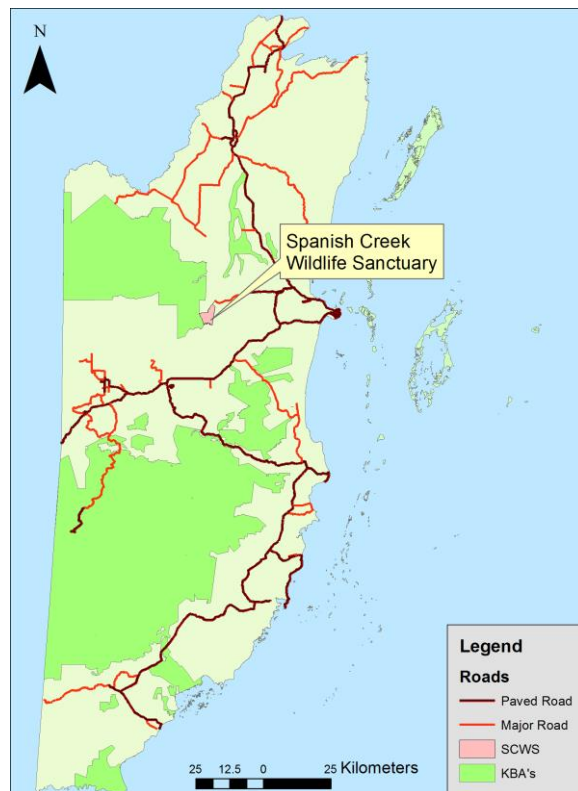 N
Spanish Creek
Wildlife Sanctuary
Legend
Roads
Paved Road
Major Road
SCWS
KBA's
25 12.5 0 25 Kilometers